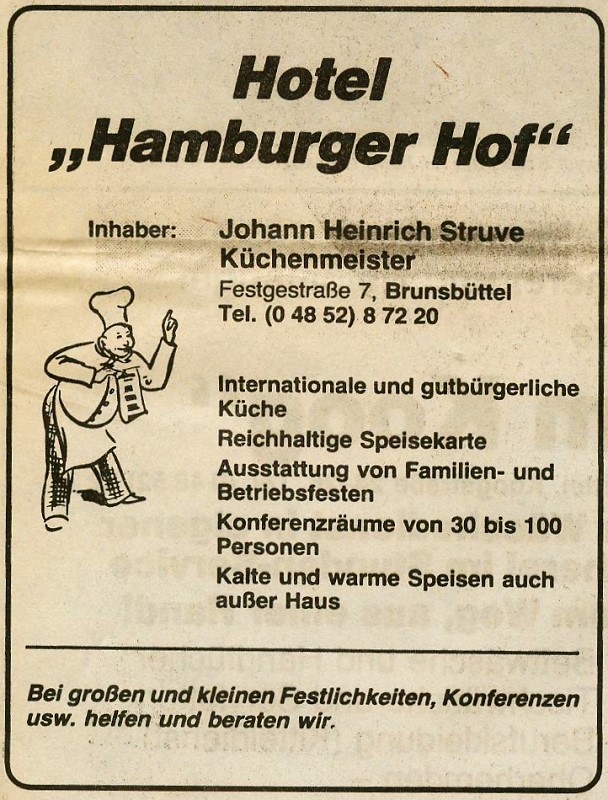 Hotel
„Hamburger Hof“
Inhaber: Johann Heinrich Struve
Küchenmeister
Festgestraße 7, Brunsbüttel
Tel. (0 48 52) 8 72 20
Internationale und gutbürgerliche
Küche
Reichhaltige Speisekarte
Ausstattung von Familien- und
Betriebsfesten
Konferenzräume von 30 bis 100
Personen
Kalte und warme Speisen auch
außer Haus
Bei großen und kleinen Festlichkeiten, Konferenzen
usw. helfen und beraten wir.